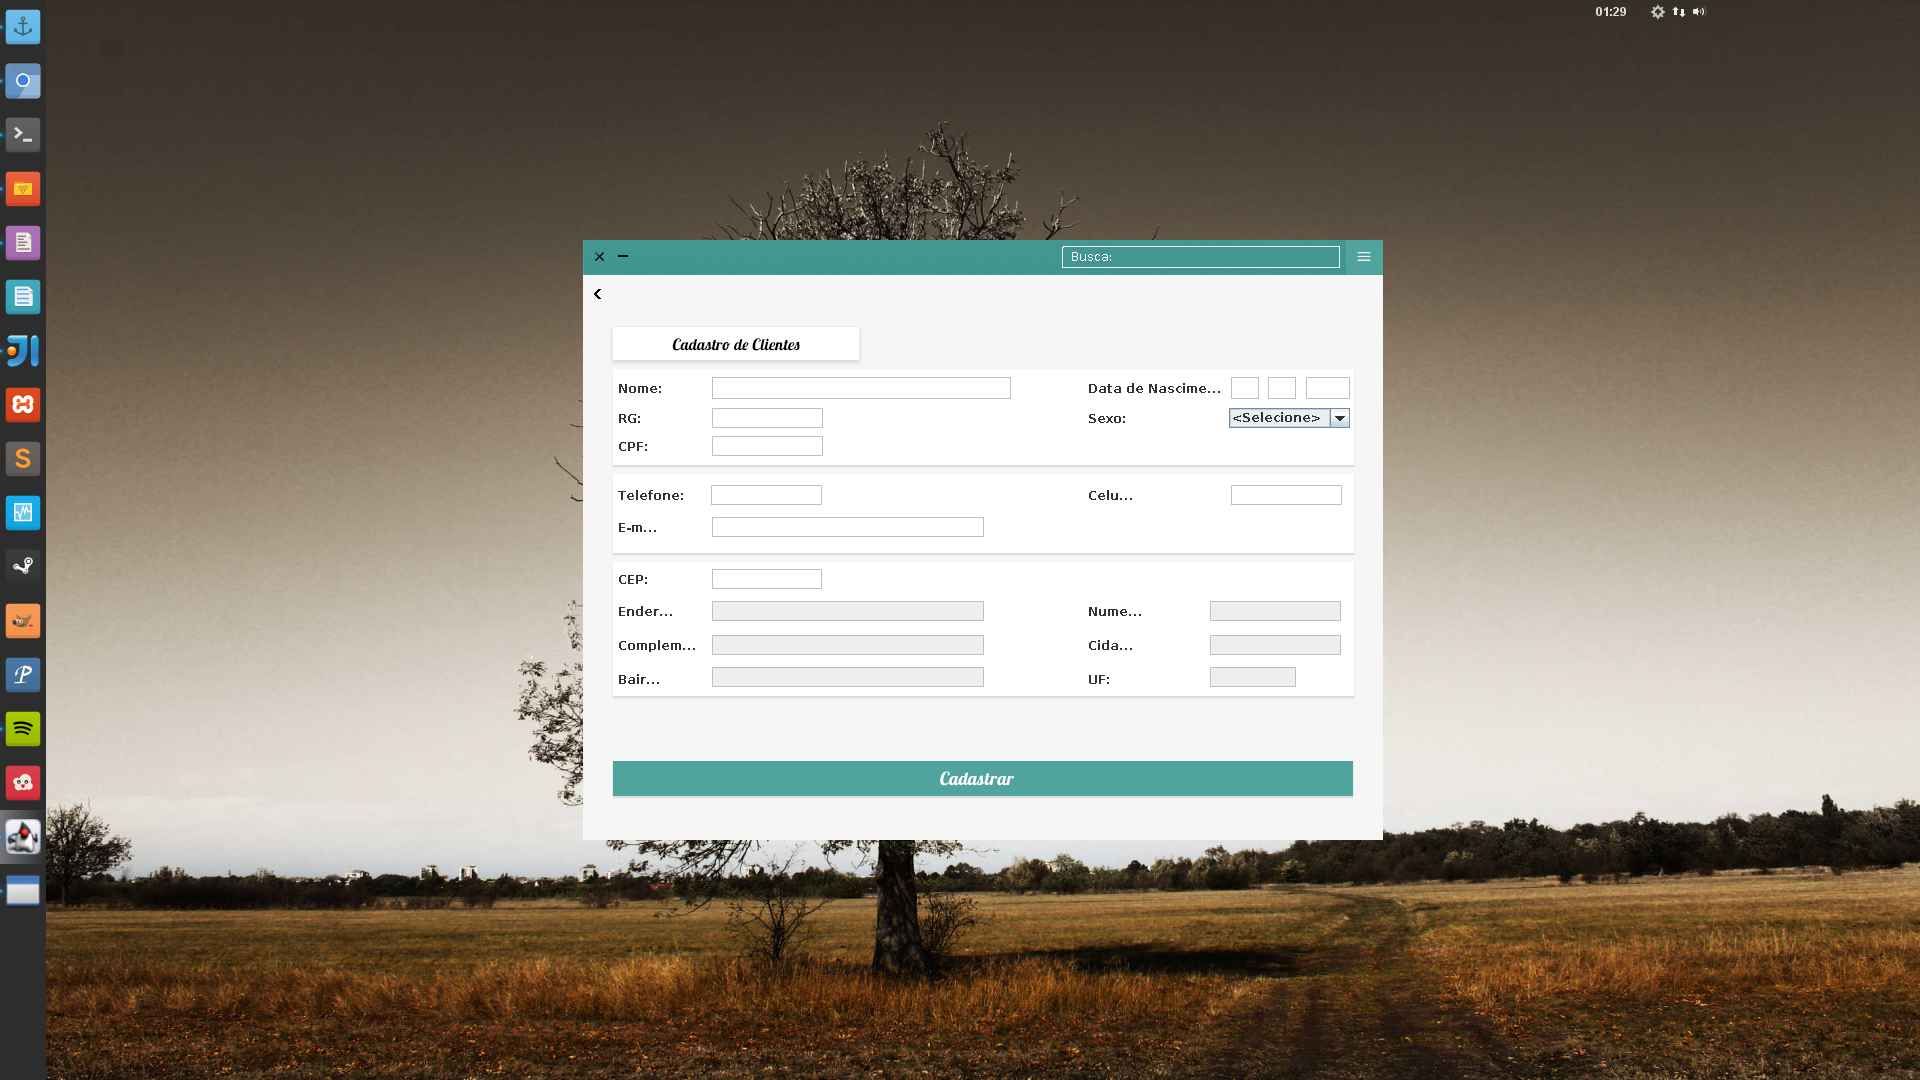 01:29
Busca:
Cadastro de Clientes
Nome:
Data de Nascime...
RG:
Sexo:
<Selecione>
CPF:
Telefone:
Celu...
E-m...
CEP:
Ender...
Nume...
Complem...
Cida...
Bair...
UF:
Cadastrar